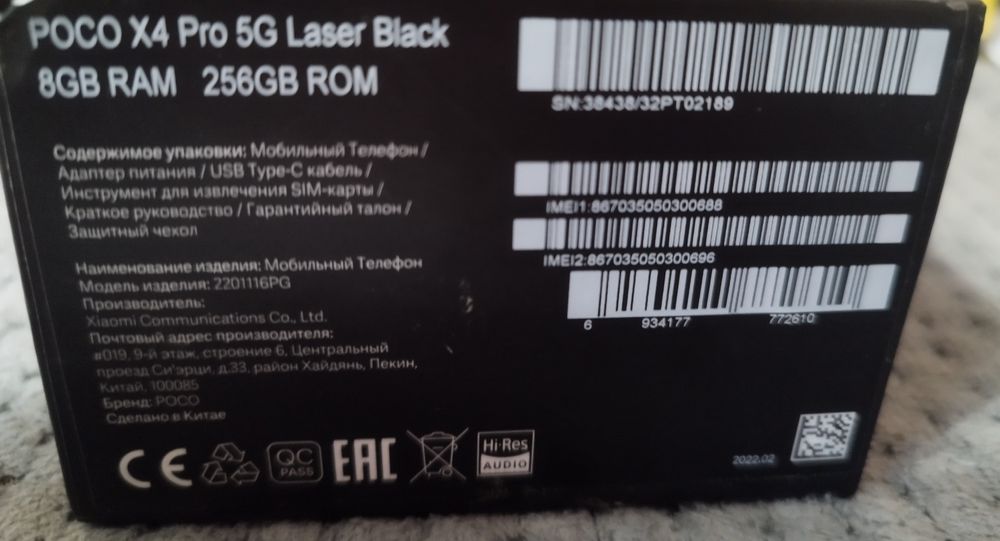 POCO X4 Pro 5G Laser Black
8GB RAM 256GB ROM
SN:38438/32PT02189
Содержимое упаковки: Мобильный Телефон /
Адаптер питания / USB Type-C кабель /
Инструмент для извлечения SIM-карты /
Краткое руководство / Гарантийный талон /
Защитный чехол
IMEI1:867035050300688
IMEI2:867035050300696
6 934177 772610
Наименование изделия: Мобильный Телефон
Модель изделия: 2201116PG
Производитель:
Xiaomi Communications Co., Ltd.
Почтовый адрес производителя:
#019, 9-й этаж, строение 6, Центральный
проезд Си'эрци, д.33, район Хайдянь, Пекин,
Китай, 100085
Бренд: POCO
Сделано в Китае
CE
QC
PASS
EAC
Hi-Res
AUDIO
2022.02